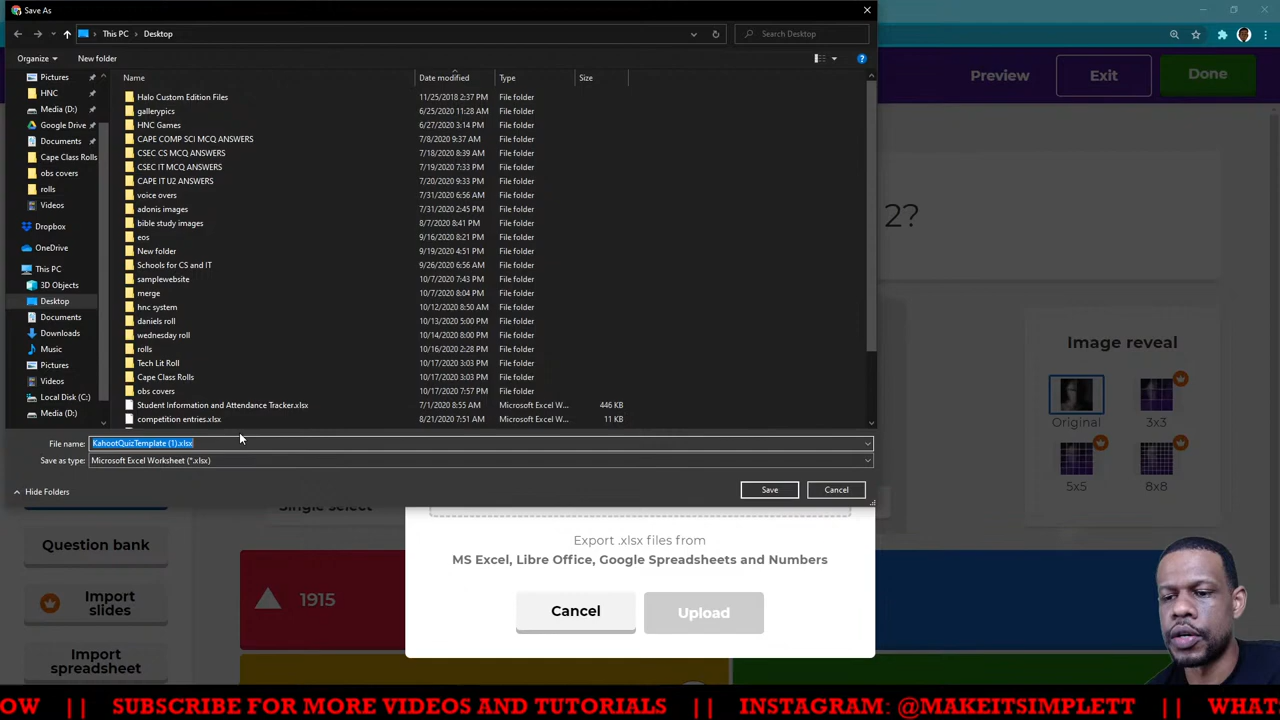 Save As
This PC
Desktop
Search Desktop
Organize
New folder
Pictures
HNC
Media (D:)
Google Drive
Documents
Cape Class Rolls
obs covers
rolls
Videos
Dropbox
OneDrive
This PC
3D Objects
Desktop
Documents
Downloads
Music
Pictures
Videos
Local Disk (C:)
Media (D:)
Name Date modified Type Size
Halo Custom Edition Files 11/25/2018 2:37 PM File folder
gallerypics 6/25/2020 11:28 AM File folder
HNC Games 6/27/2020 3:14 PM File folder
CAPE COMP SCI MCQ ANSWERS 7/8/2020 9:37 AM File folder
CSEC CS MCQ ANSWERS 7/18/2020 8:39 AM File folder
CSEC IT MCQ ANSWERS 7/19/2020 7:33 PM File folder
CAPE IT U2 ANSWERS 7/20/2020 9:33 PM File folder
voice overs 7/31/2020 6:56 AM File folder
adonis images 7/31/2020 2:45 PM File folder
bible study images 8/7/2020 8:41 PM File folder
eos 9/16/2020 8:21 PM File folder
New folder 9/19/2020 4:51 PM File folder
Schools for CS and IT 9/26/2020 6:56 AM File folder
samplewebsite 10/7/2020 7:43 PM File folder
merge 10/7/2020 8:04 PM File folder
hnc system 10/12/2020 8:50 AM File folder
daniels roll 10/13/2020 5:00 PM File folder
wednesday roll 10/14/2020 8:00 PM File folder
rolls 10/16/2020 2:28 PM File folder
Tech Lit Roll 10/17/2020 3:03 PM File folder
Cape Class Rolls 10/17/2020 3:03 PM File folder
obs covers 10/17/2020 7:57 PM File folder
Student Information and Attendance Tracker.xlsx 7/1/2020 8:55 AM Microsoft Excel W... 446 KB
competition entries.xlsx 8/21/2020 7:51 AM Microsoft Excel W... 11 KB
File name: KahootQuizTemplate (1).xlsx
Save as type: Microsoft Excel Worksheet (*.xlsx)
Hide Folders
Save
Cancel
Preview
Exit
Done
2?
Image reveal
Original
3x3
5x5
8x8
Single select
Question bank
Import slides
Import spreadsheet
1915
Export .xlsx files from
MS Excel, Libre Office, Google Spreadsheets and Numbers
Cancel
Upload
OW || SUBSCRIBE FOR MORE VIDEOS AND TUTORIALS || INSTAGRAM: @MAKEITSIMPLETT || WHAT